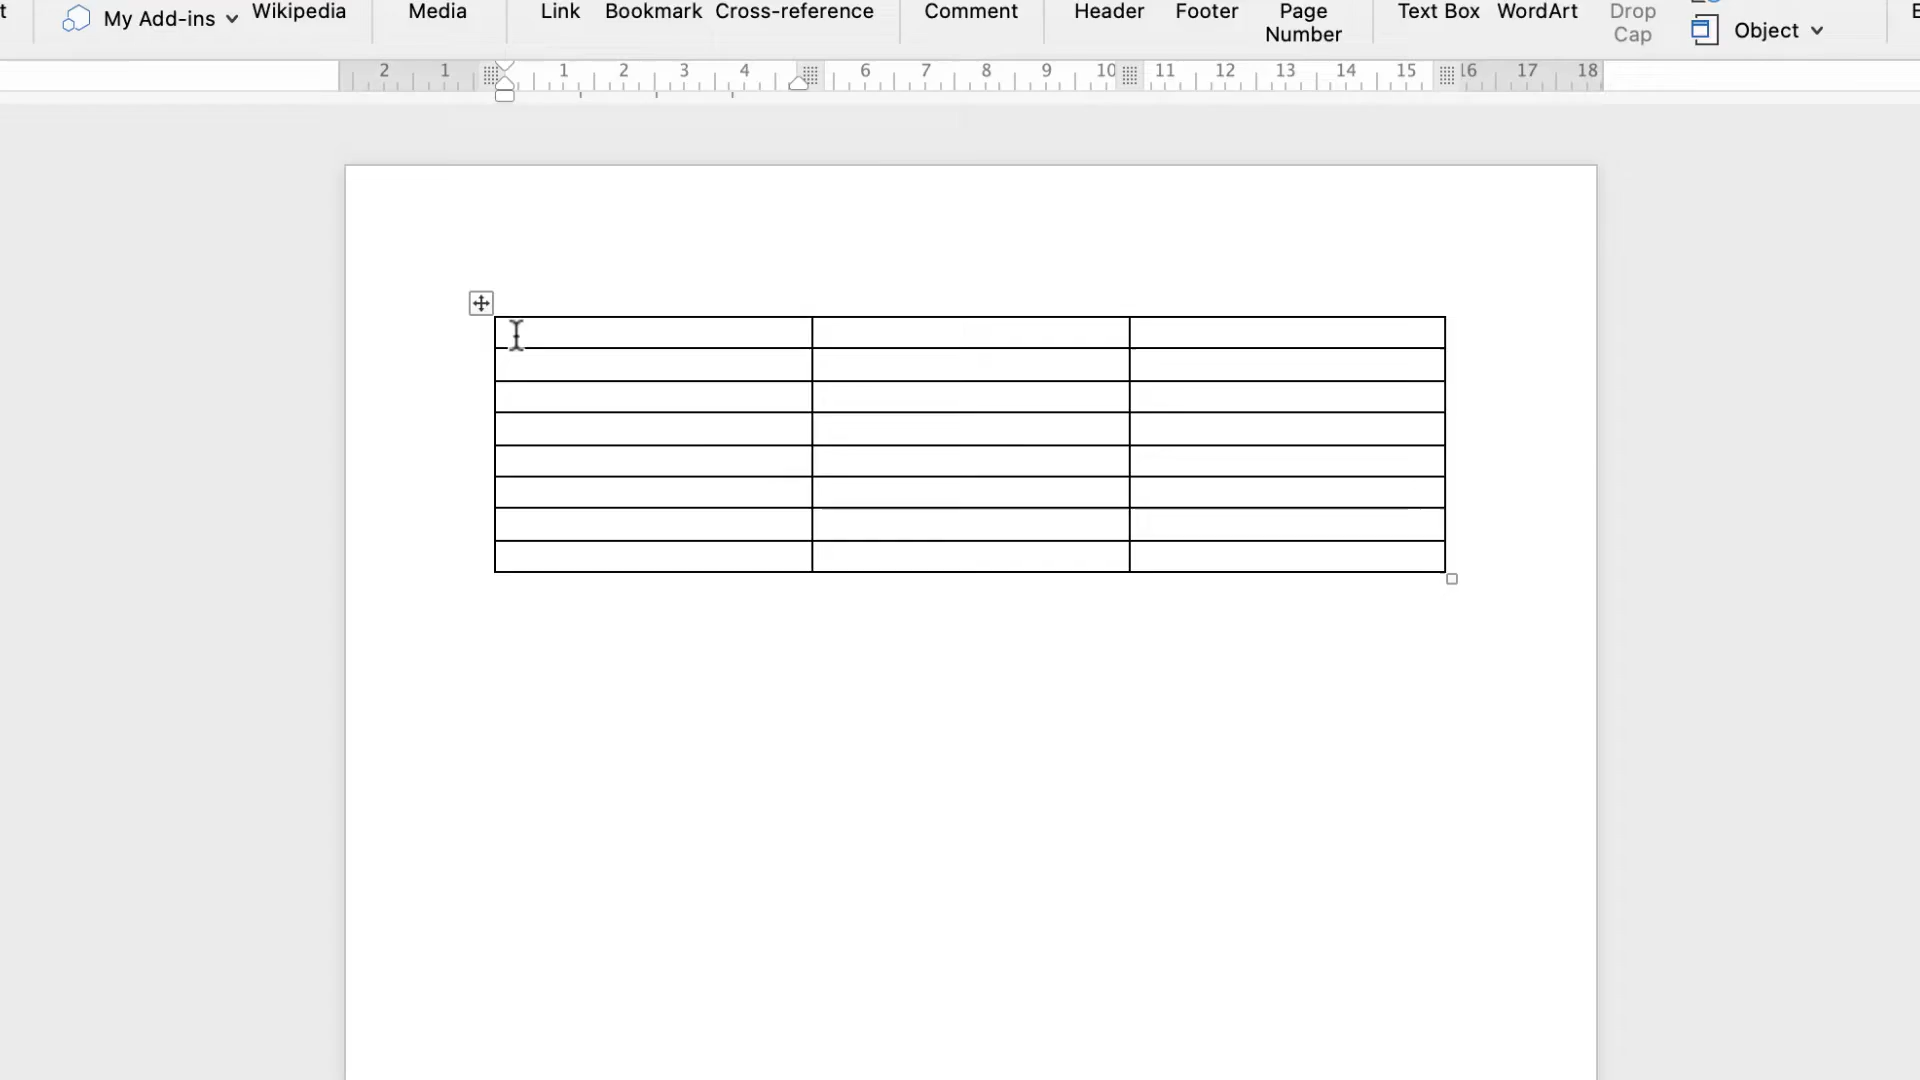 My Add-ins
Wikipedia
Media
Link
Bookmark
Cross-reference
Comment
Header
Footer
Page
Number
Text Box
WordArt
Drop
Cap
Object
2 1 1 2 3 4 6 7 8 9 10 11 12 13 14 15 16 17 18